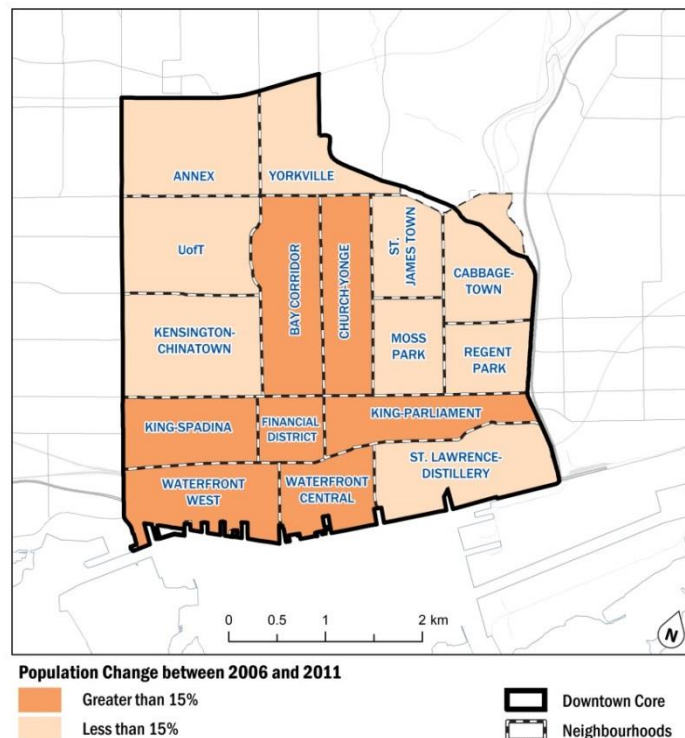 ANNEX
YORKVILLE
UofT
BAY CORRIDOR
CHURCH-YONGE
ST.
JAMES TOWN
CABBAGE-
TOWN
KENSINGTON-
CHINATOWN
MOSS
PARK
REGENT
PARK
KING-SPADINA
FINANCIAL
DISTRICT
KING-PARLIAMENT
ST. LAWRENCE-
DISTILLERY
WATERFRONT
WEST
WATERFRONT
CENTRAL
0 0.5 1 2 km
N
Population Change between 2006 and 2011
Greater than 15%
Less than 15%
Downtown Core
Neighbourhoods